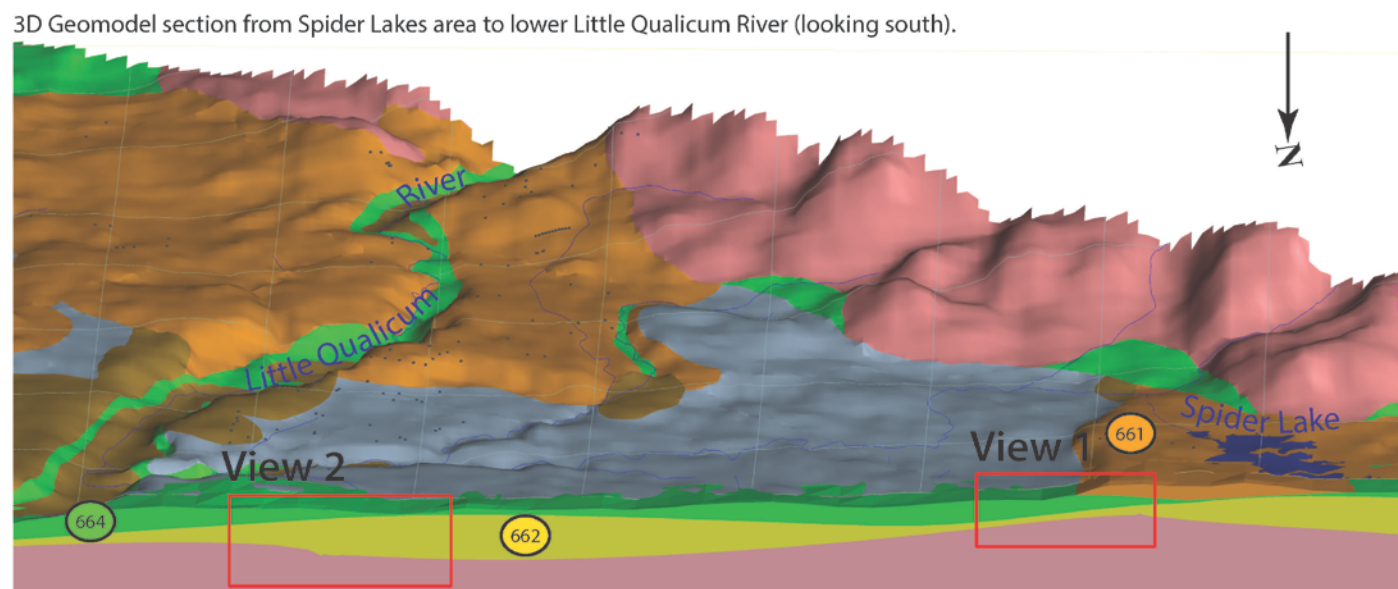 3D Geomodel section from Spider Lakes area to lower Little Qualicum River (looking south).
N
River
Little Qualicum
Spider Lake
661
View 1
View 2
664
662